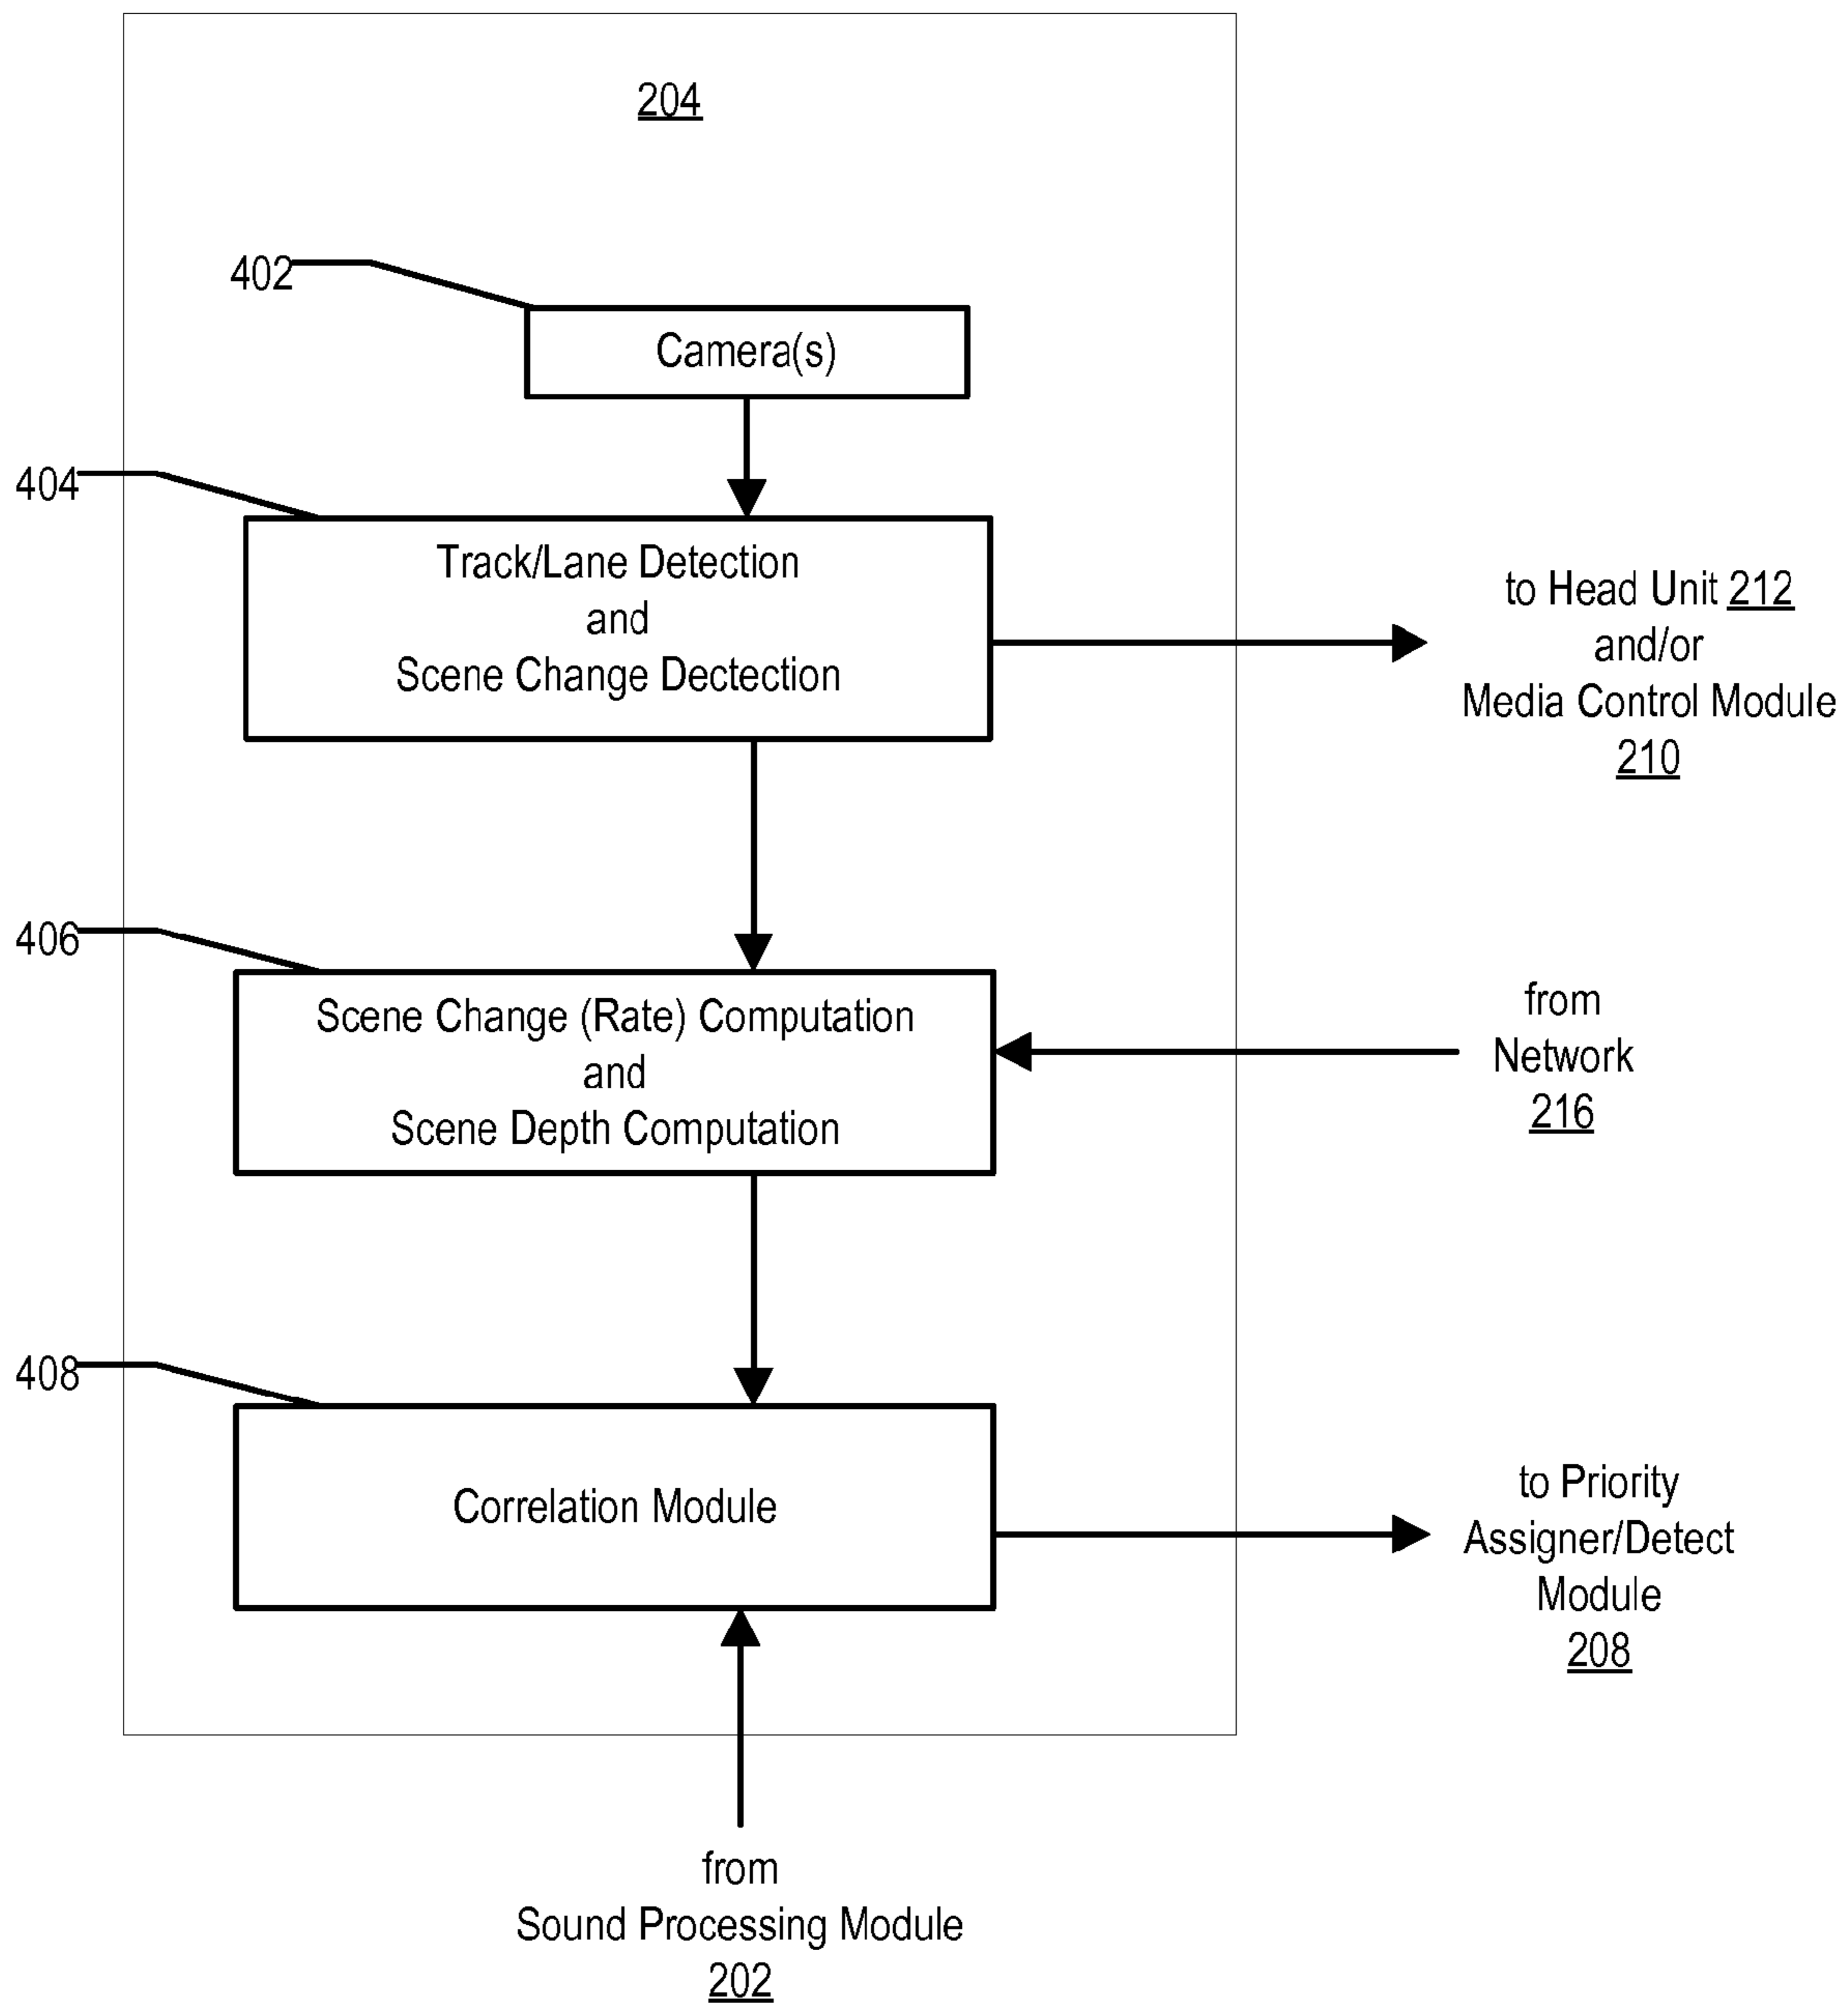 204
402
Camera(s)
404
Track/Lane Detection
and
Scene Change Dectection
to Head Unit 212
and/or
Media Control Module
210
406
Scene Change (Rate) Computation
and
Scene Depth Computation
from
Network
216
408
Correlation Module
to Priority
Assigner/Detect
Module
208
from
Sound Processing Module
202